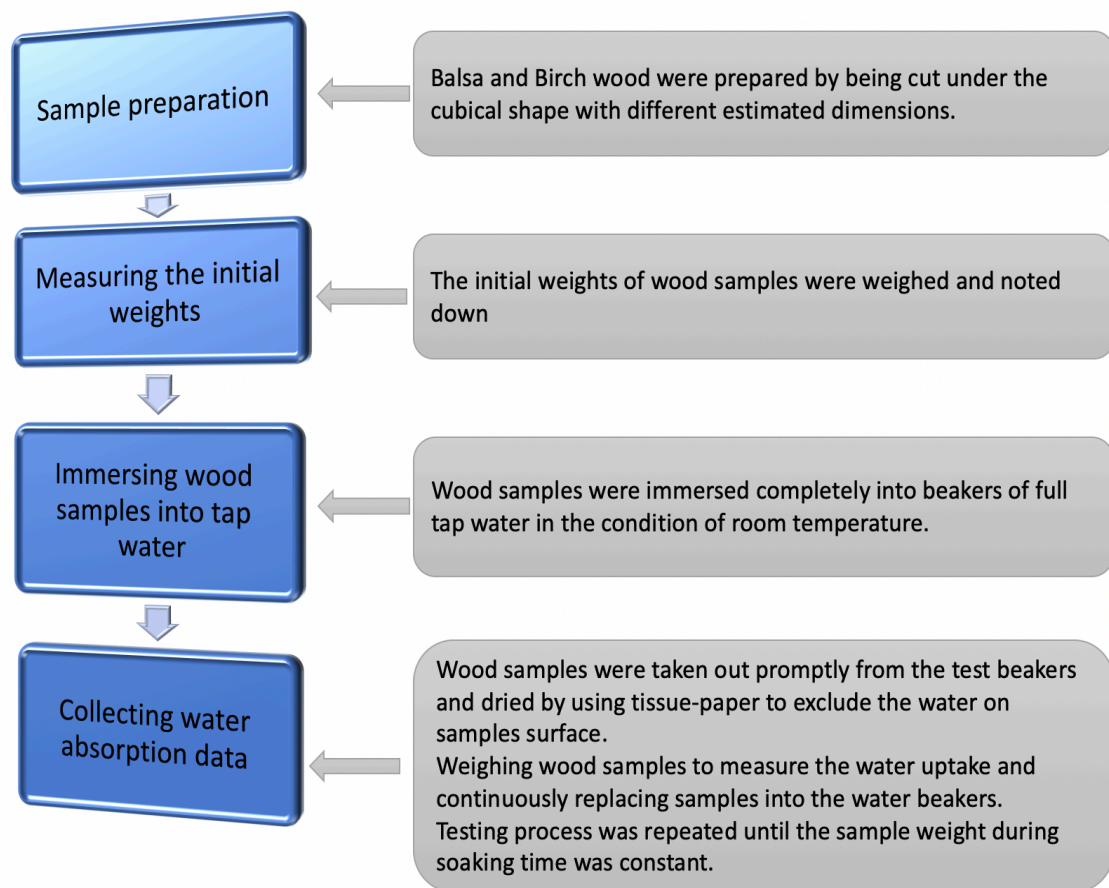 Sample preparation
Balsa and Birch wood were prepared by being cut under the
cubical shape with different estimated dimensions.
Measuring the initial
weights
The initial weights of wood samples were weighed and noted
down
Immersing wood
samples into tap
water
Wood samples were immersed completely into beakers of full
tap water in the condition of room temperature.
Collecting water
absorption data
Wood samples were taken out promptly from the test beakers
and dried by using tissue-paper to exclude the water on
samples surface.
Weighing wood samples to measure the water uptake and
continuously replacing samples into the water beakers.
Testing process was repeated until the sample weight during
soaking time was constant.